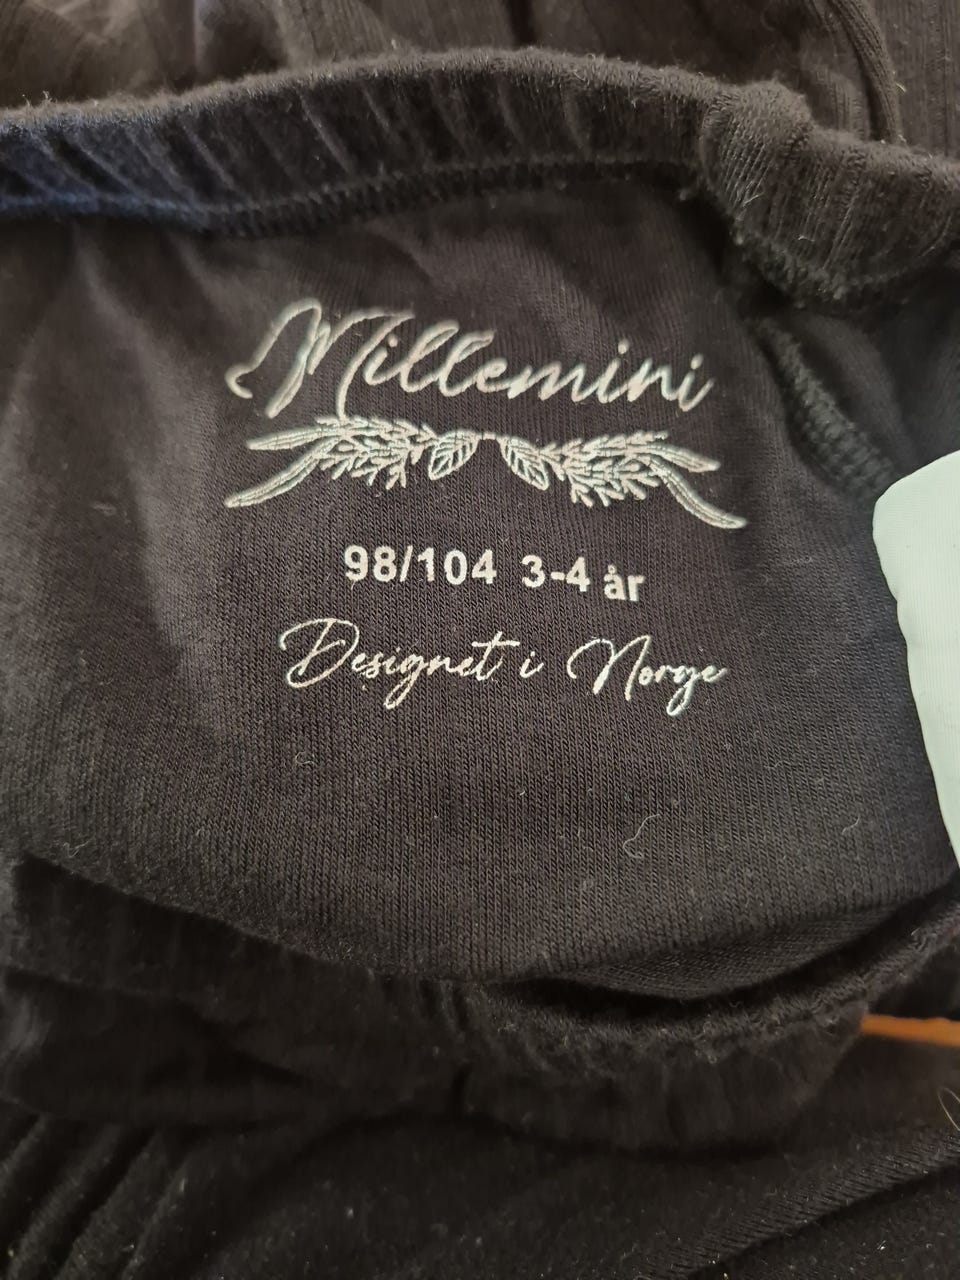 Millemini
98/104 3-4 år
Designet i Norge